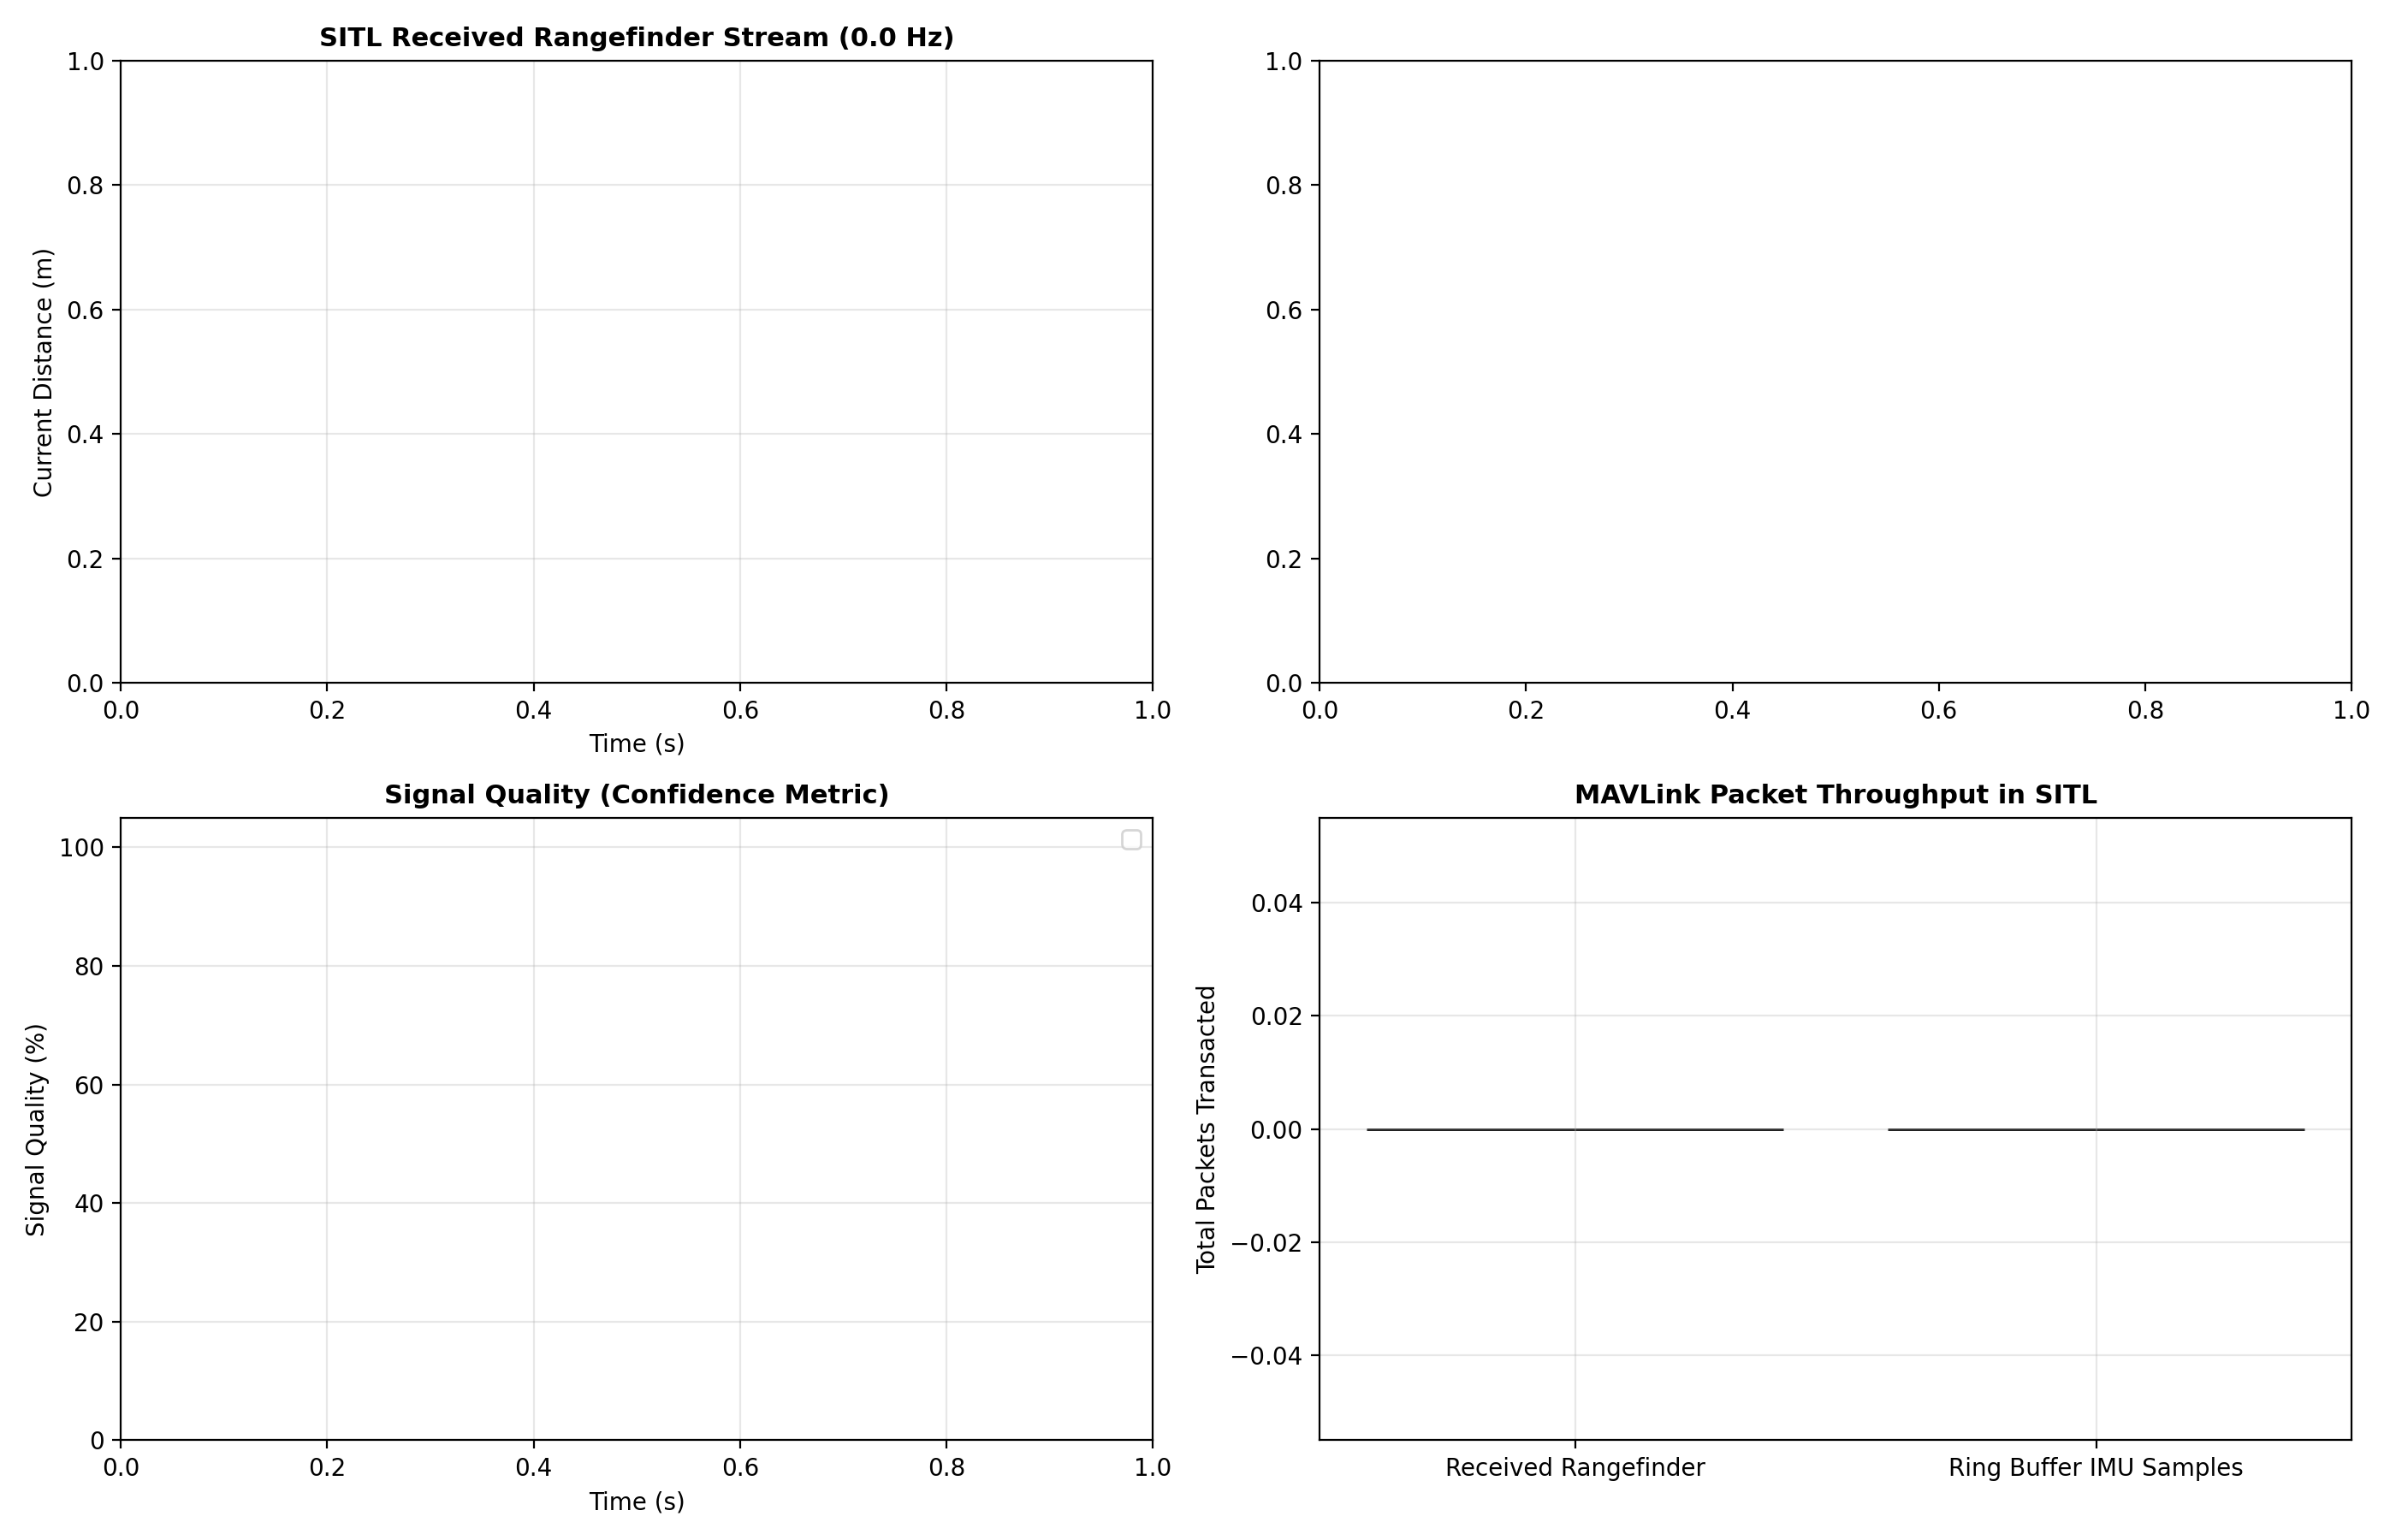 SITL Received Rangefinder Stream (0.0 Hz)
Current Distance (m)
1.0
0.8
0.6
0.4
0.2
0.0
0.0 0.2 0.4 0.6 0.8 1.0
Time (s)
1.0
0.8
0.6
0.4
0.2
0.0
0.0 0.2 0.4 0.6 0.8 1.0
Signal Quality (Confidence Metric)
Signal Quality (%)
100
80
60
40
20
0
0.0 0.2 0.4 0.6 0.8 1.0
Time (s)
MAVLink Packet Throughput in SITL
Total Packets Transacted
0.04
0.02
0.00
−0.02
−0.04
Received Rangefinder Ring Buffer IMU Samples